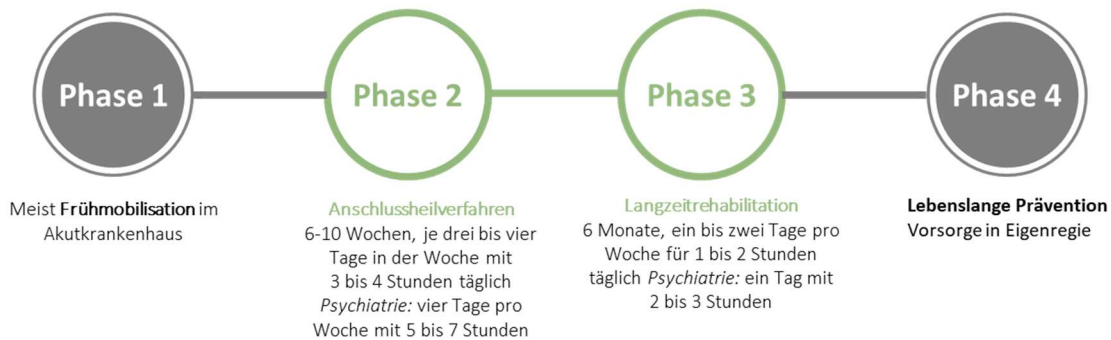 Phase 1
Phase 2
Phase 3
Phase 4
Meist Frühmobilisation im
Akutkrankenhaus
Anschlussheilverfahren
6-10 Wochen, je drei bis vier
Tage in der Woche mit
3 bis 4 Stunden täglich
Psychiatrie: vier Tage pro
Woche mit 5 bis 7 Stunden
Langzeitrehabilitation
6 Monate, ein bis zwei Tage pro
Woche für 1 bis 2 Stunden
täglich Psychiatrie: ein Tag mit
2 bis 3 Stunden
Lebenslange Prävention
Vorsorge in Eigenregie